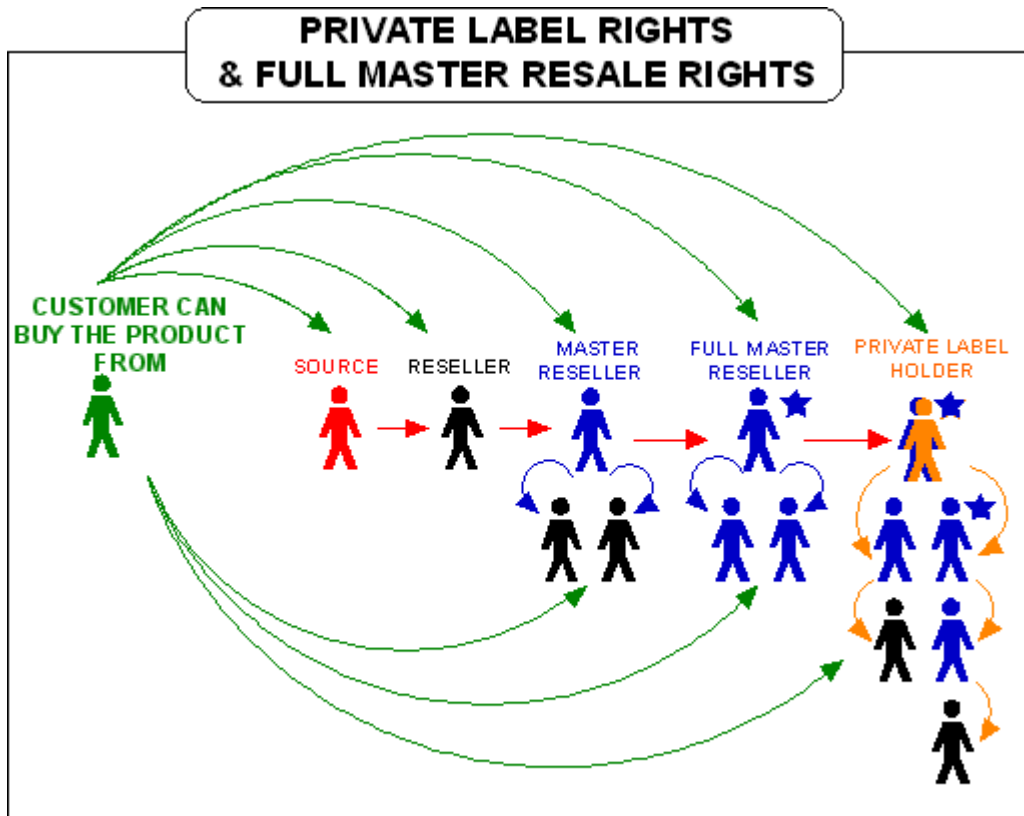 PRIVATE LABEL RIGHTS
& FULL MASTER RESALE RIGHTS
CUSTOMER CAN
BUY THE PRODUCT
FROM
SOURCE
RESELLER
MASTER
RESELLER
FULL MASTER
RESELLER
PRIVATE LABEL
HOLDER